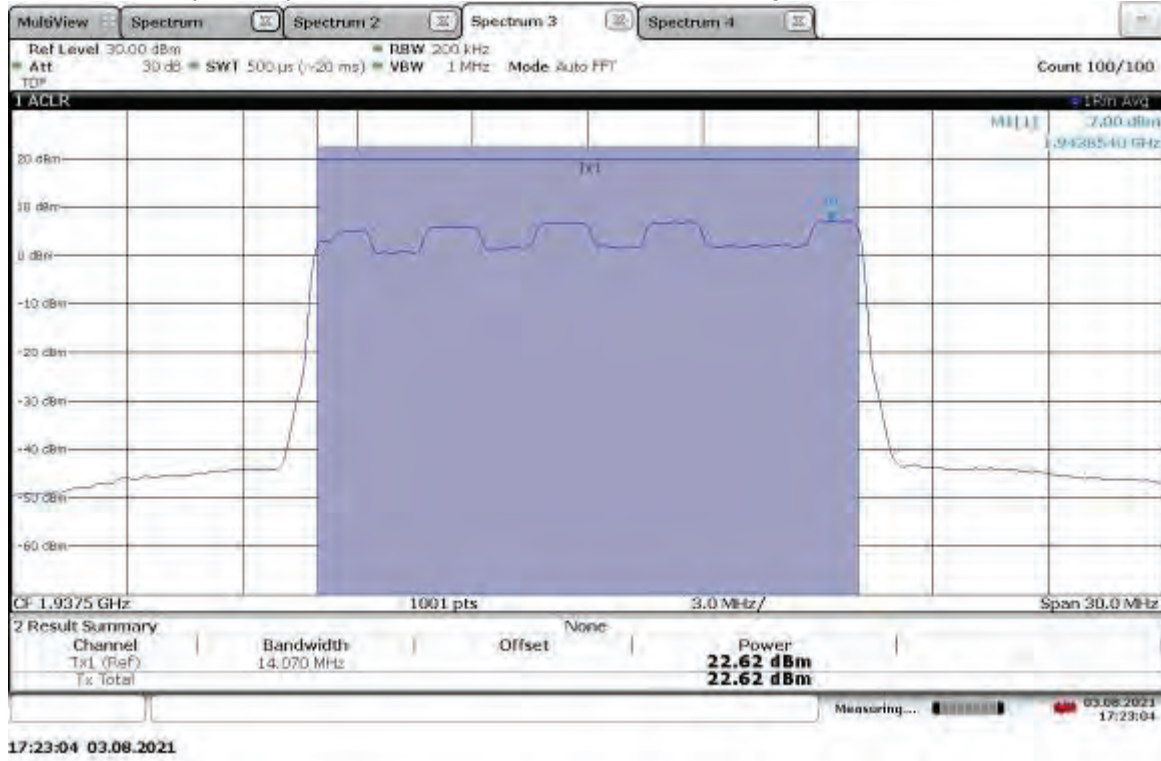 MultiView Spectrum Spectrum 2 Spectrum 3 Spectrum 4
Ref Level 30.00 dBm RBW 200 kHz
Att 30 dB SWT 500 µs (~20 ms) VBW 1 MHz Mode Auto FFT Count 100/100
TDF
1 ACLR 1Rm Avg
M1[1] 7.00 dBm
1.9438540 GHz
20 dBm
Tx1
10 dBm
M1
0 dBm
-10 dBm
-20 dBm
-30 dBm
-40 dBm
-50 dBm
-60 dBm
CF 1.9375 GHz 1001 pts 3.0 MHz/ Span 30.0 MHz
2 Result Summary None
Channel Bandwidth Offset Power
Tx1 (Ref) 14.070 MHz 22.62 dBm
Tx Total 22.62 dBm
Measuring... 03.08.2021
17:23:04
17:23:04 03.08.2021